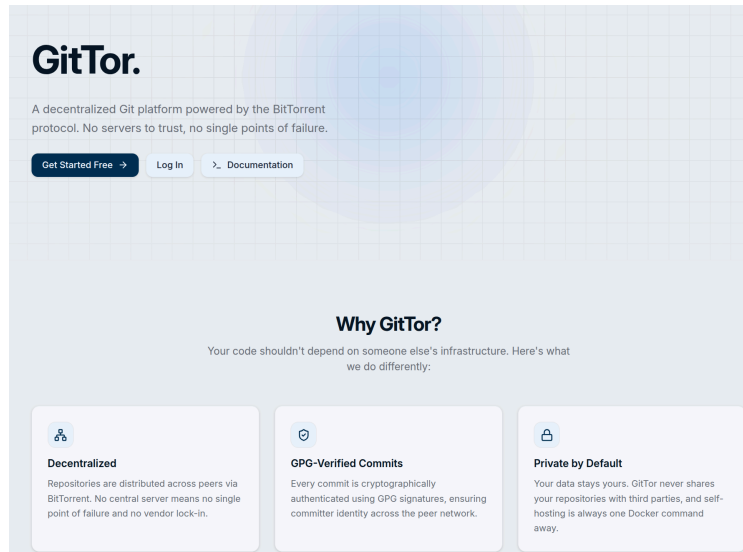 GitTor.
A decentralized Git platform powered by the BitTorrent
protocol. No servers to trust, no single points of failure.
Get Started Free
Log In
Documentation
Why GitTor?
Your code shouldn't depend on someone else's infrastructure. Here's what
we do differently:
Decentralized
Repositories are distributed across peers via
BitTorrent. No central server means no single
point of failure and no vendor lock-in.
GPG-Verified Commits
Every commit is cryptographically
authenticated using GPG signatures, ensuring
committer identity across the peer network.
Private by Default
Your data stays yours. GitTor never shares
your repositories with third parties, and self-
hosting is always one Docker command
away.